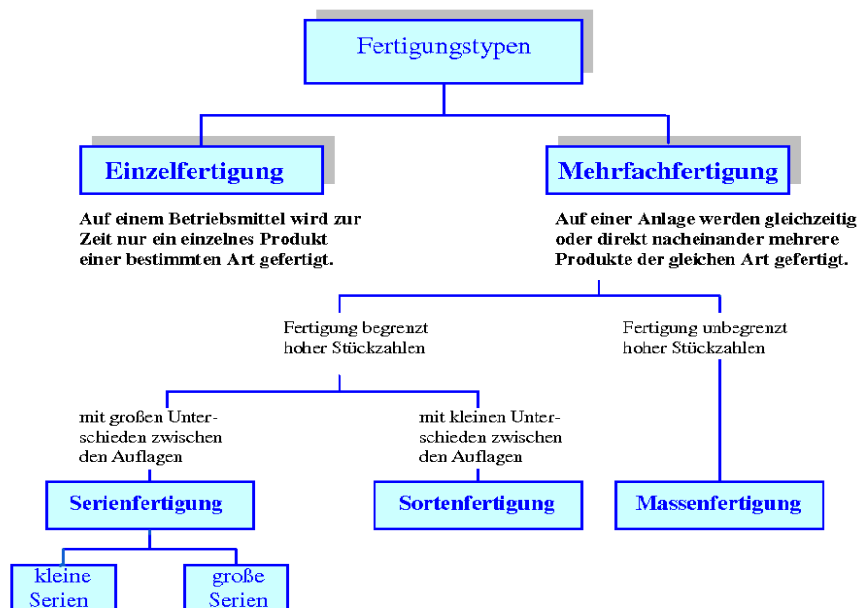 Fertigungstypen
Einzelfertigung
Mehrfachfertigung
Auf einem Betriebsmittel wird zur
Zeit nur ein einzelnes Produkt
einer bestimmten Art gefertigt.
Auf einer Anlage werden gleichzeitig
oder direkt nacheinander mehrere
Produkte der gleichen Art gefertigt.
Fertigung begrenzt
hoher Stückzahlen
Fertigung unbegrenzt
hoher Stückzahlen
mit großen Unter-
schieden zwischen
den Auflagen
mit kleinen Unter-
schieden zwischen
den Auflagen
Serienfertigung
Sortenfertigung
Massenfertigung
kleine
Serien
große
Serien